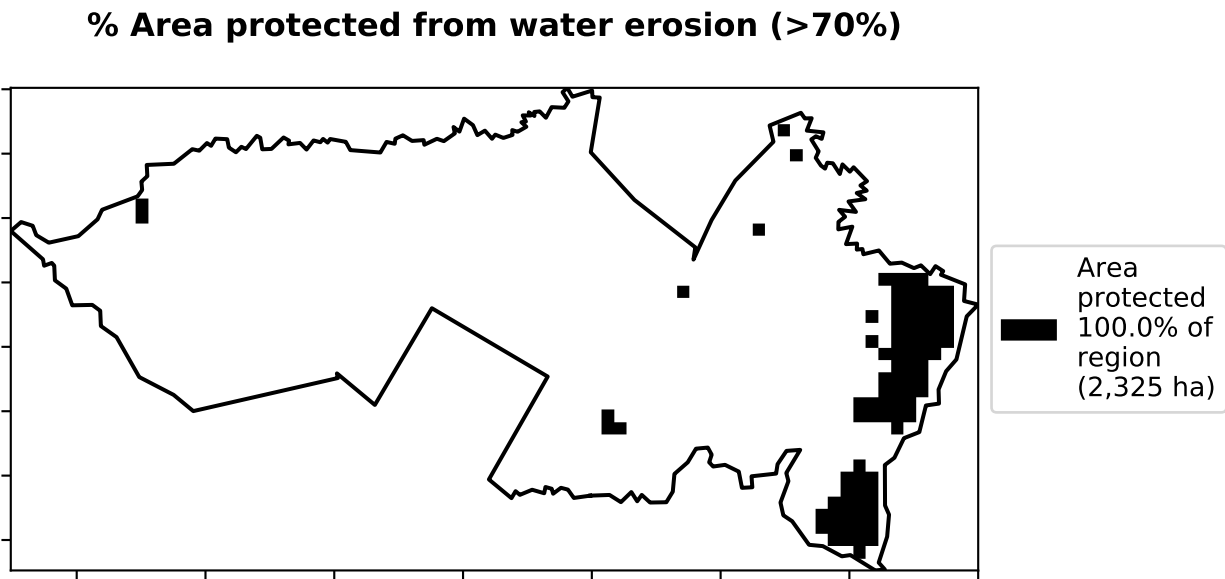 % Area protected from water erosion (>70%)
Area
protected
100.0% of
region
(2,325 ha)